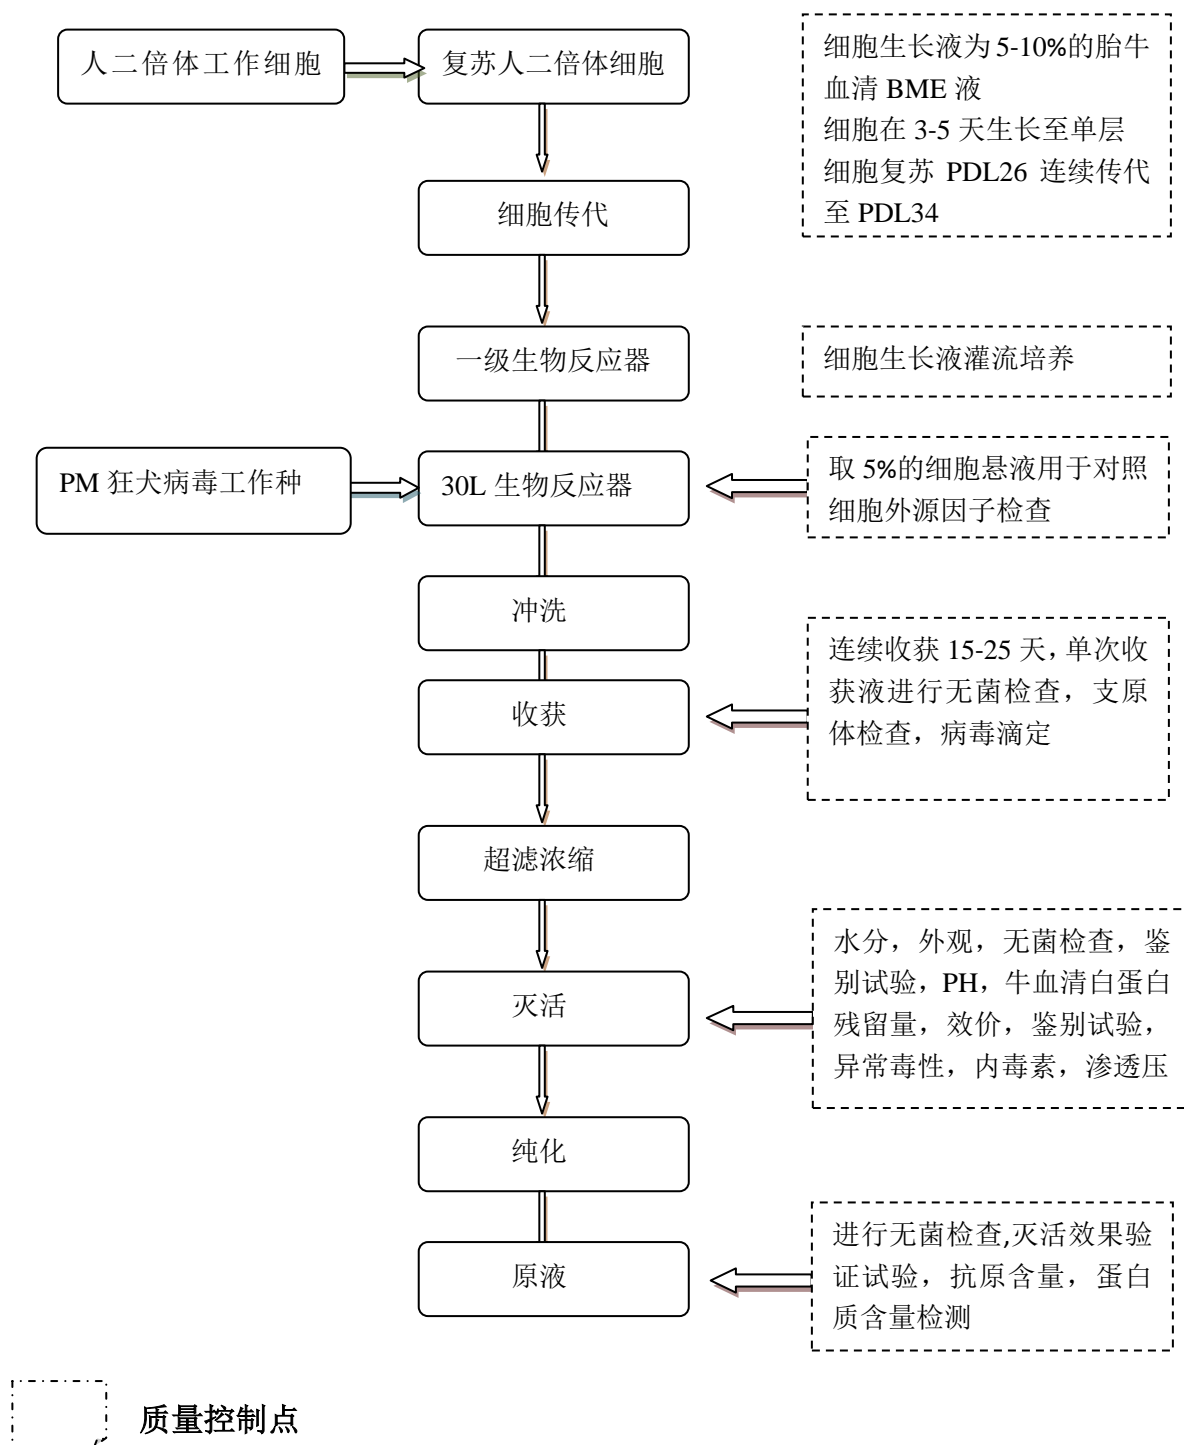 人二倍体工作细胞
复苏人二倍体细胞
细胞生长液为5-10%的胎牛
血清 BME 液
细胞在 3-5 天生长至单层
细胞复苏 PDL26 连续传代
至 PDL34
细胞传代
一级生物反应器
细胞生长液灌流培养
PM 狂犬病毒工作种
30L 生物反应器
取 5%的细胞悬液用于对照
细胞外源因子检查
冲洗
连续收获 15-25 天，单次收
获液进行无菌检查，支原
体检查，病毒滴定
收获
超滤浓缩
水分，外观，无菌检查，鉴
别试验，PH，牛血清白蛋白
残留量，效价，鉴别试验，
异常毒性，内毒素，渗透压
灭活
纯化
进行无菌检查,灭活效果验
证试验，抗原含量，蛋白
质含量检测
原液
质量控制点